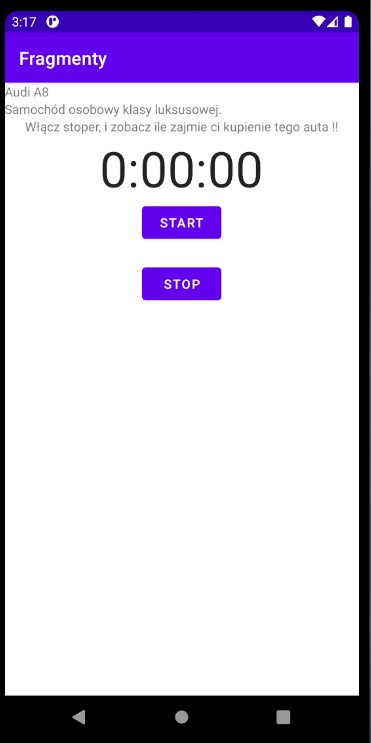 3:17
Fragmenty
Audi A8
Samochód osobowy klasy luksusowej.
Włącz stoper, i zobacz ile zajmie ci kupienie tego auta !!
0:00:00
START
STOP